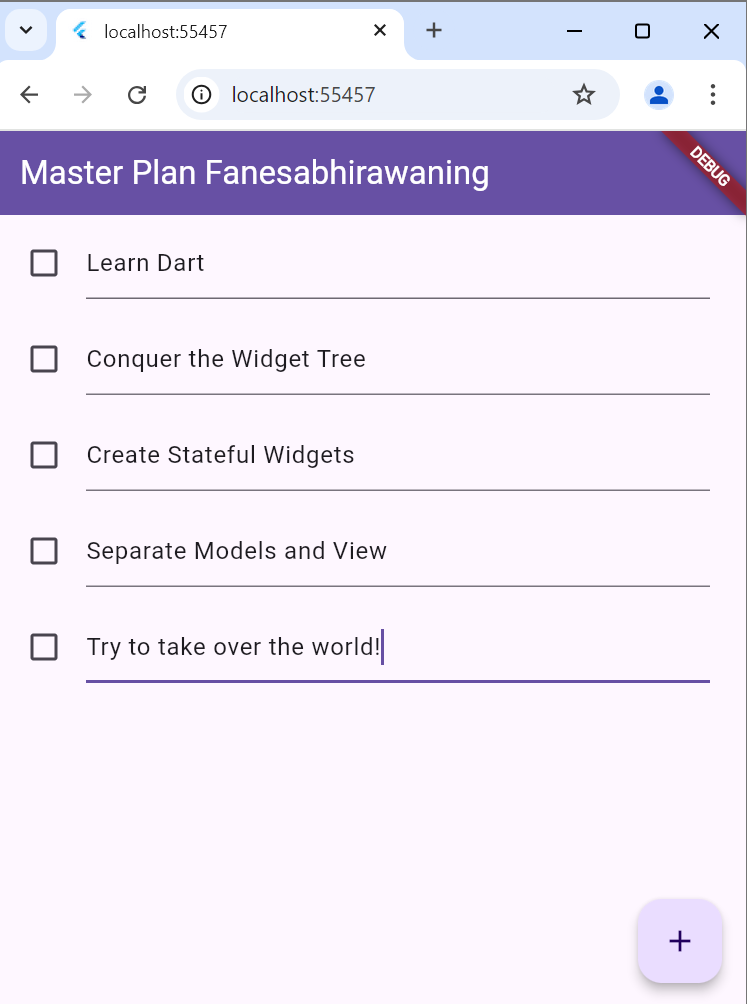 localhost:55457
localhost:55457
Master Plan Fanesabhirawaning
DEBUG
Learn Dart
Conquer the Widget Tree
Create Stateful Widgets
Separate Models and View
Try to take over the world!